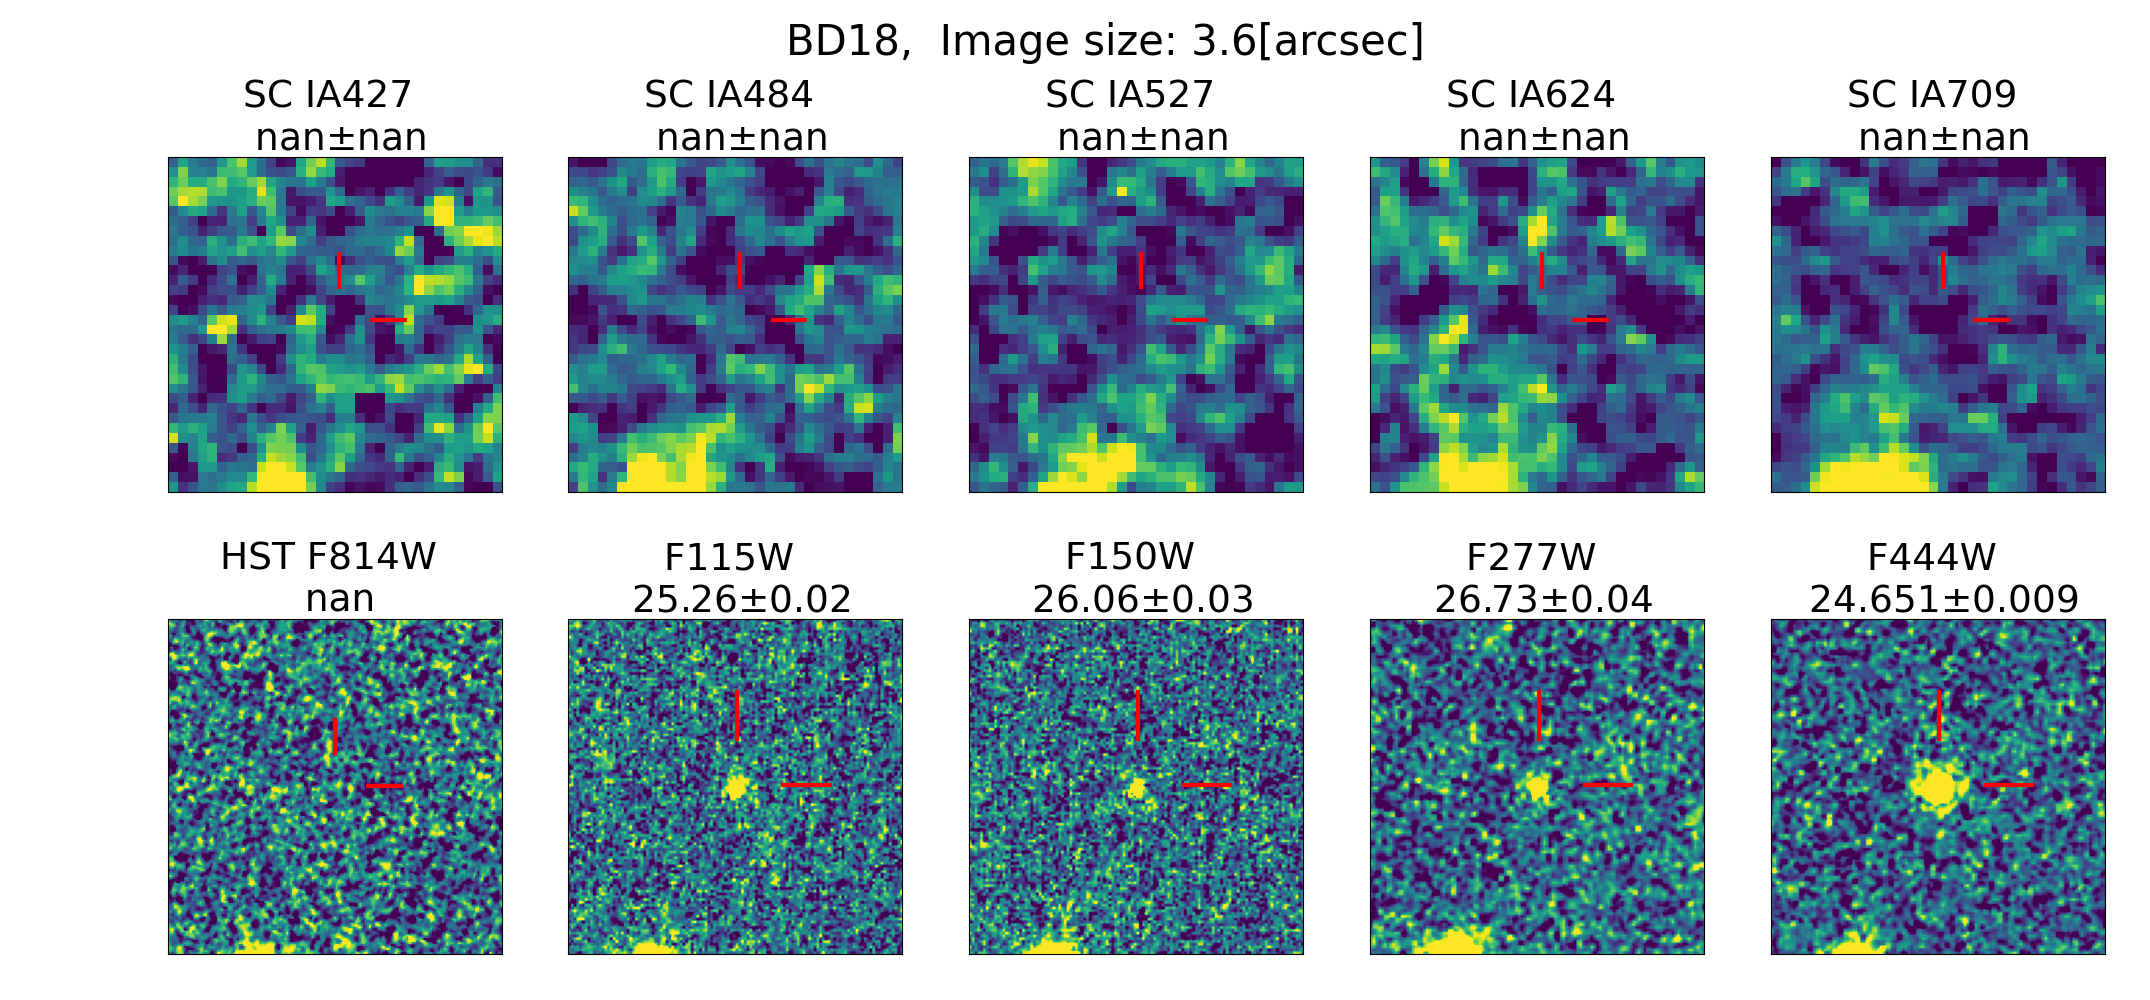 BD18,  Image size: 3.6[arcsec]
SC IA427
nan±nan
SC IA484
nan±nan
SC IA527
nan±nan
SC IA624
nan±nan
SC IA709
nan±nan
HST F814W
nan
F115W
25.26±0.02
F150W
26.06±0.03
F277W
26.73±0.04
F444W
24.651±0.009